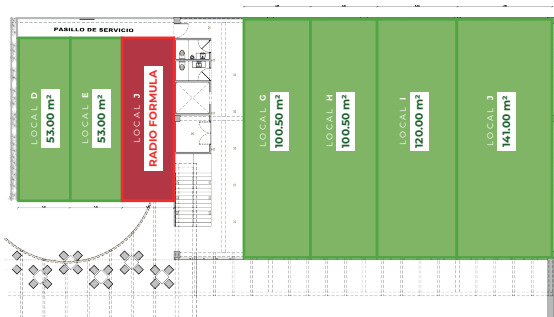 PASILLO DE SERVICIO
LOCAL D
53.00 m²
LOCAL E
53.00 m²
LOCAL J
RADIO FORMULA
LOCAL G
100.50 m²
LOCAL H
100.50 m²
LOCAL I
120.00 m²
LOCAL J
141.00 m²